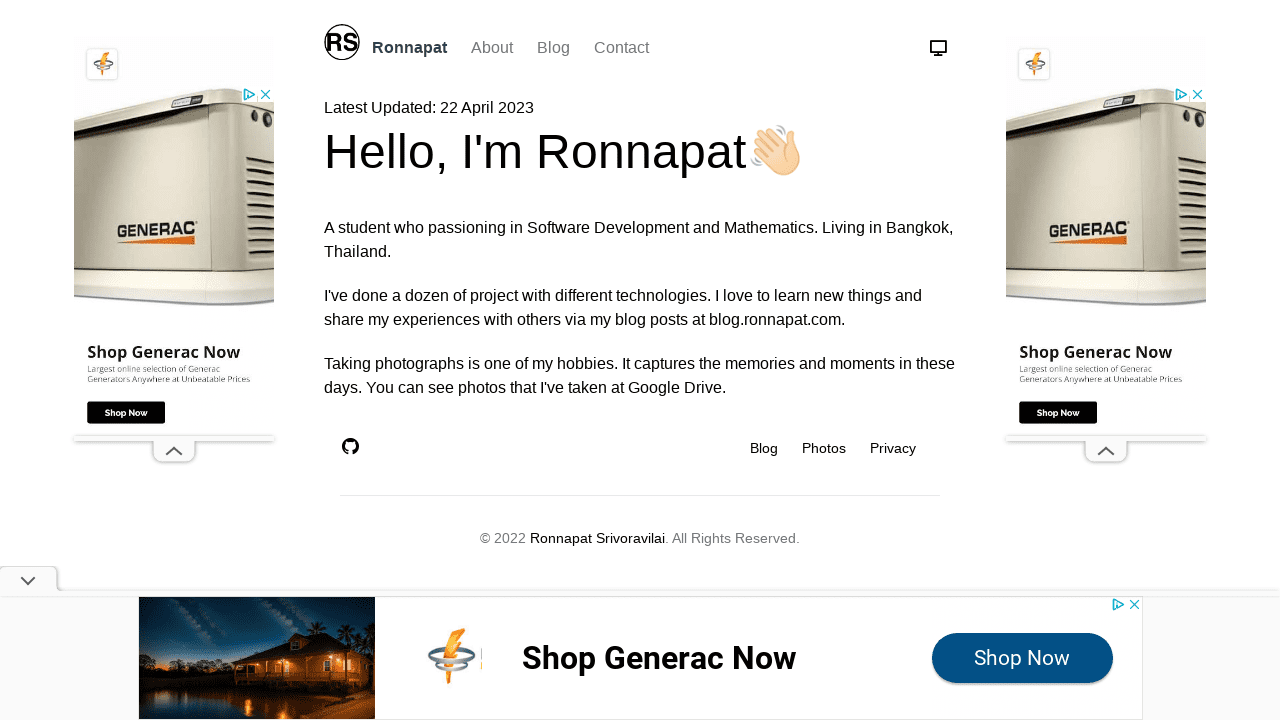 RS
Ronnapat
About
Blog
Contact
Latest Updated: 22 April 2023
Hello, I'm Ronnapat👋🏻
A student who passioning in Software Development and Mathematics. Living in Bangkok,
Thailand.
I've done a dozen of project with different technologies. I love to learn new things and
share my experiences with others via my blog posts at blog.ronnapat.com.
Taking photographs is one of my hobbies. It captures the memories and moments in these
days. You can see photos that I've taken at Google Drive.
Blog
Photos
Privacy
© 2022 Ronnapat Srivoravilai. All Rights Reserved.
GENERAC
Shop Generac Now
Largest online selection of Generac
Generators Anywhere at Unbeatable Prices
Shop Now
GENERAC
Shop Generac Now
Largest online selection of Generac
Generators Anywhere at Unbeatable Prices
Shop Now
Shop Generac Now
Shop Now